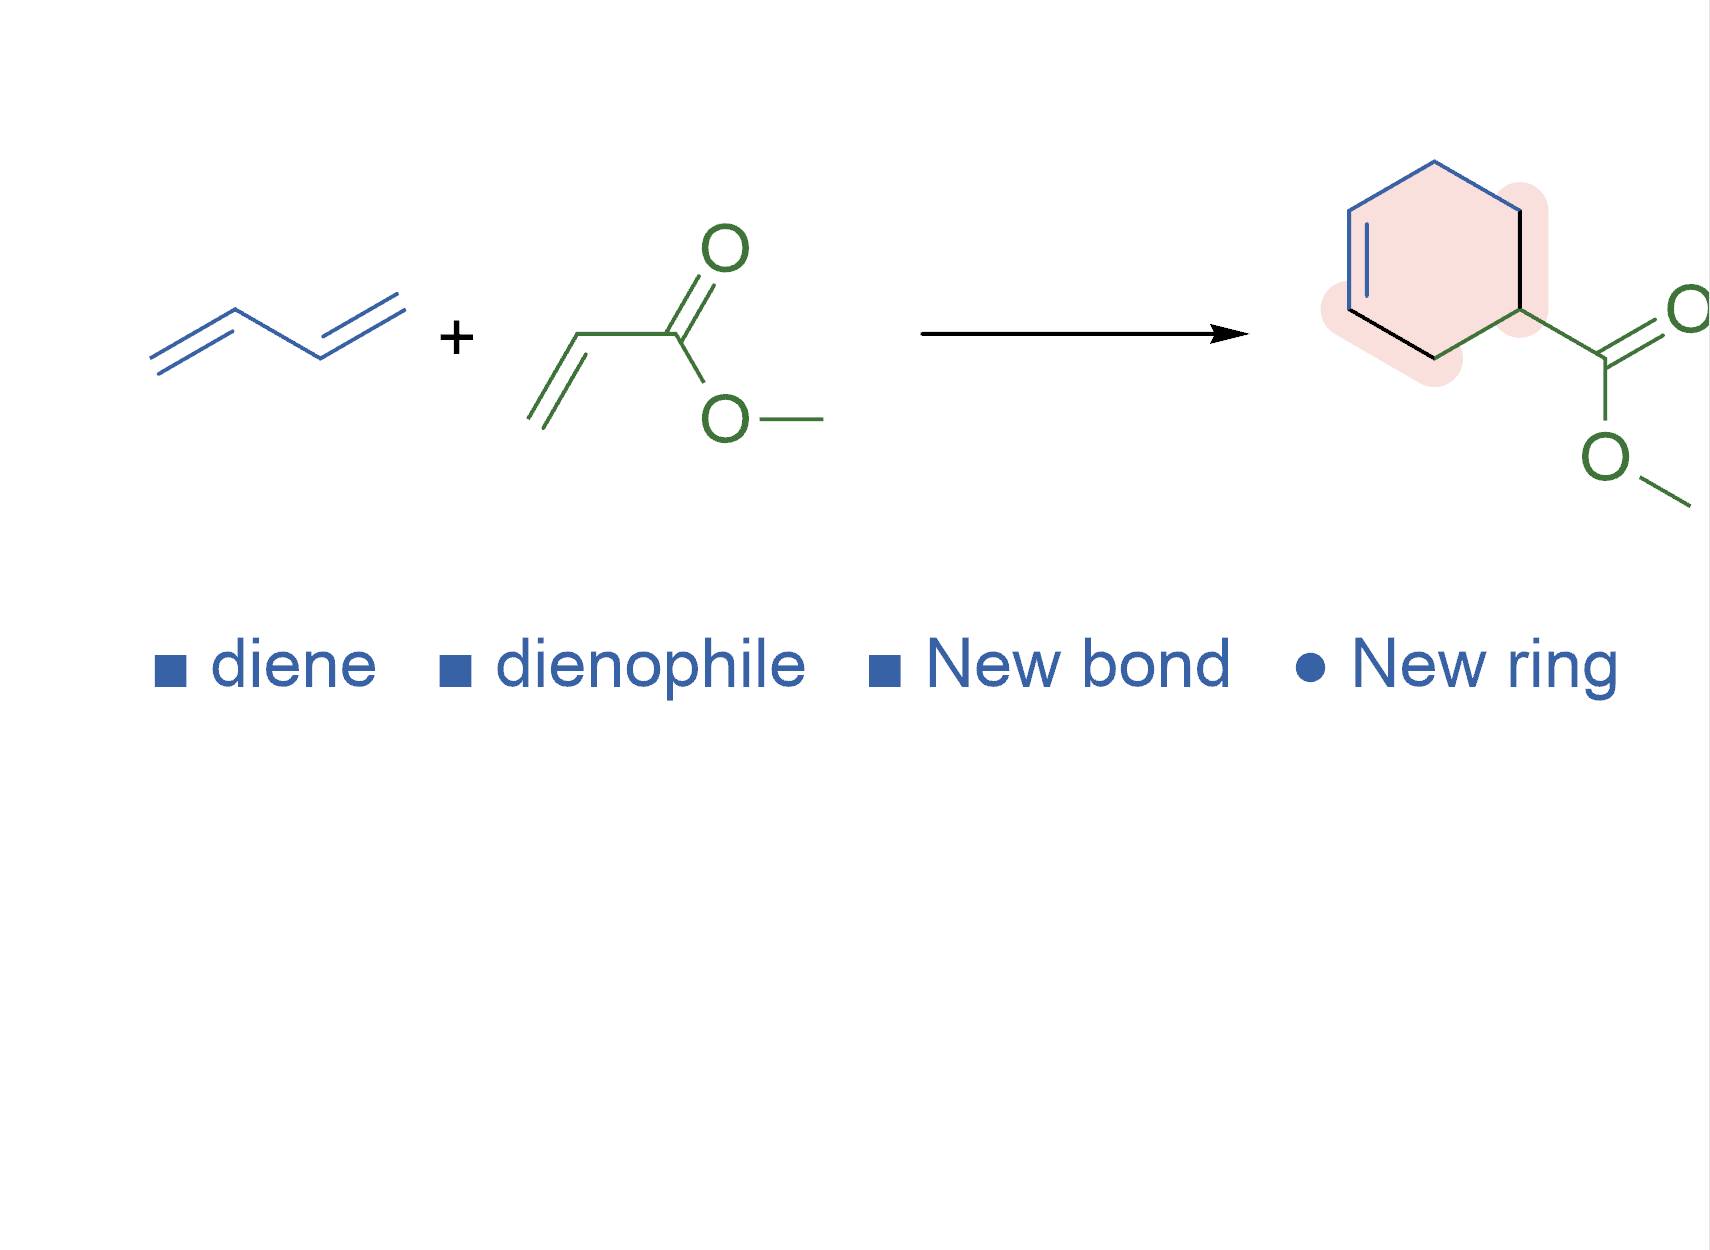 O O
+
O
O
■ diene ■ dienophile ■ New bond ● New ring